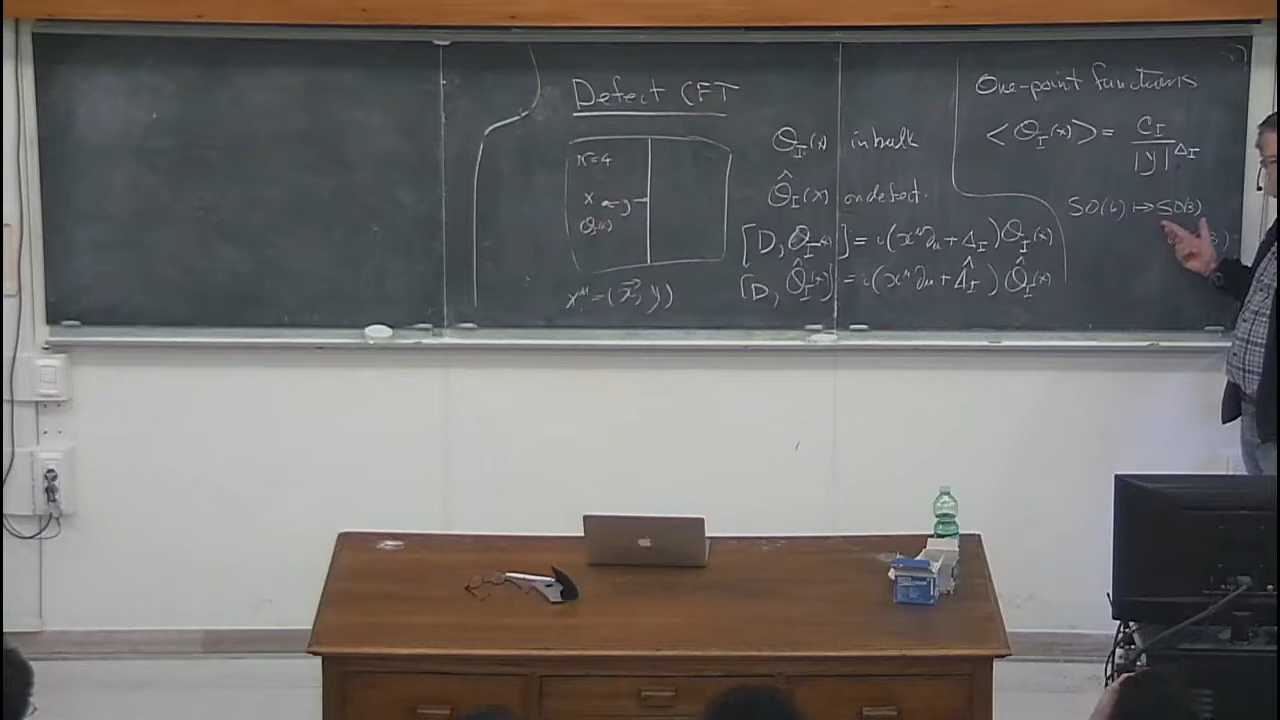 Defect CFT
N=4
x ← y →
O_I(x)
x^μ = (x⃗, y)
O_I(x) in bulk
Ô_I(x) on defect.
[D, O_I(x)] = i(x^μ ∂_μ + Δ_I) O_I(x)
[D, Ô_I(x)] = i(x^μ ∂_μ + Δ̂_I) Ô_I(x)
One-point functions
<O_I(x)> = C_I / |y|^Δ_I
SO(6) ↦ SO(3)